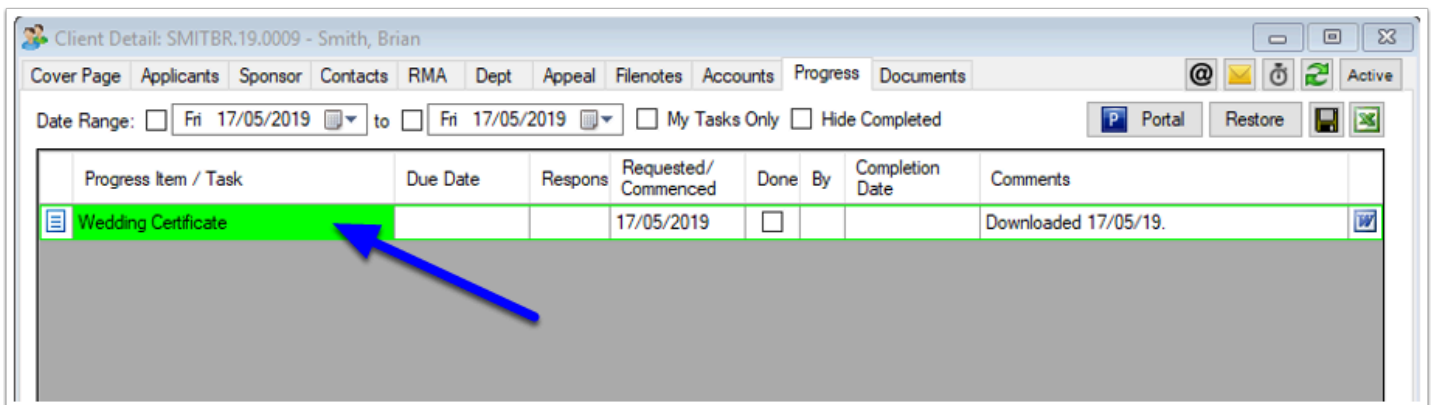 Client Detail: SMITBR.19.0009 - Smith, Brian
Cover Page Applicants Sponsor Contacts RMA Dept Appeal Filenotes Accounts Progress Documents @ Active
Date Range: Fri 17/05/2019 to Fri 17/05/2019 My Tasks Only Hide Completed P Portal Restore
Progress Item / Task Due Date Respons Requested/ Commenced Done By Completion Date Comments
Wedding Certificate 17/05/2019 Downloaded 17/05/19. W